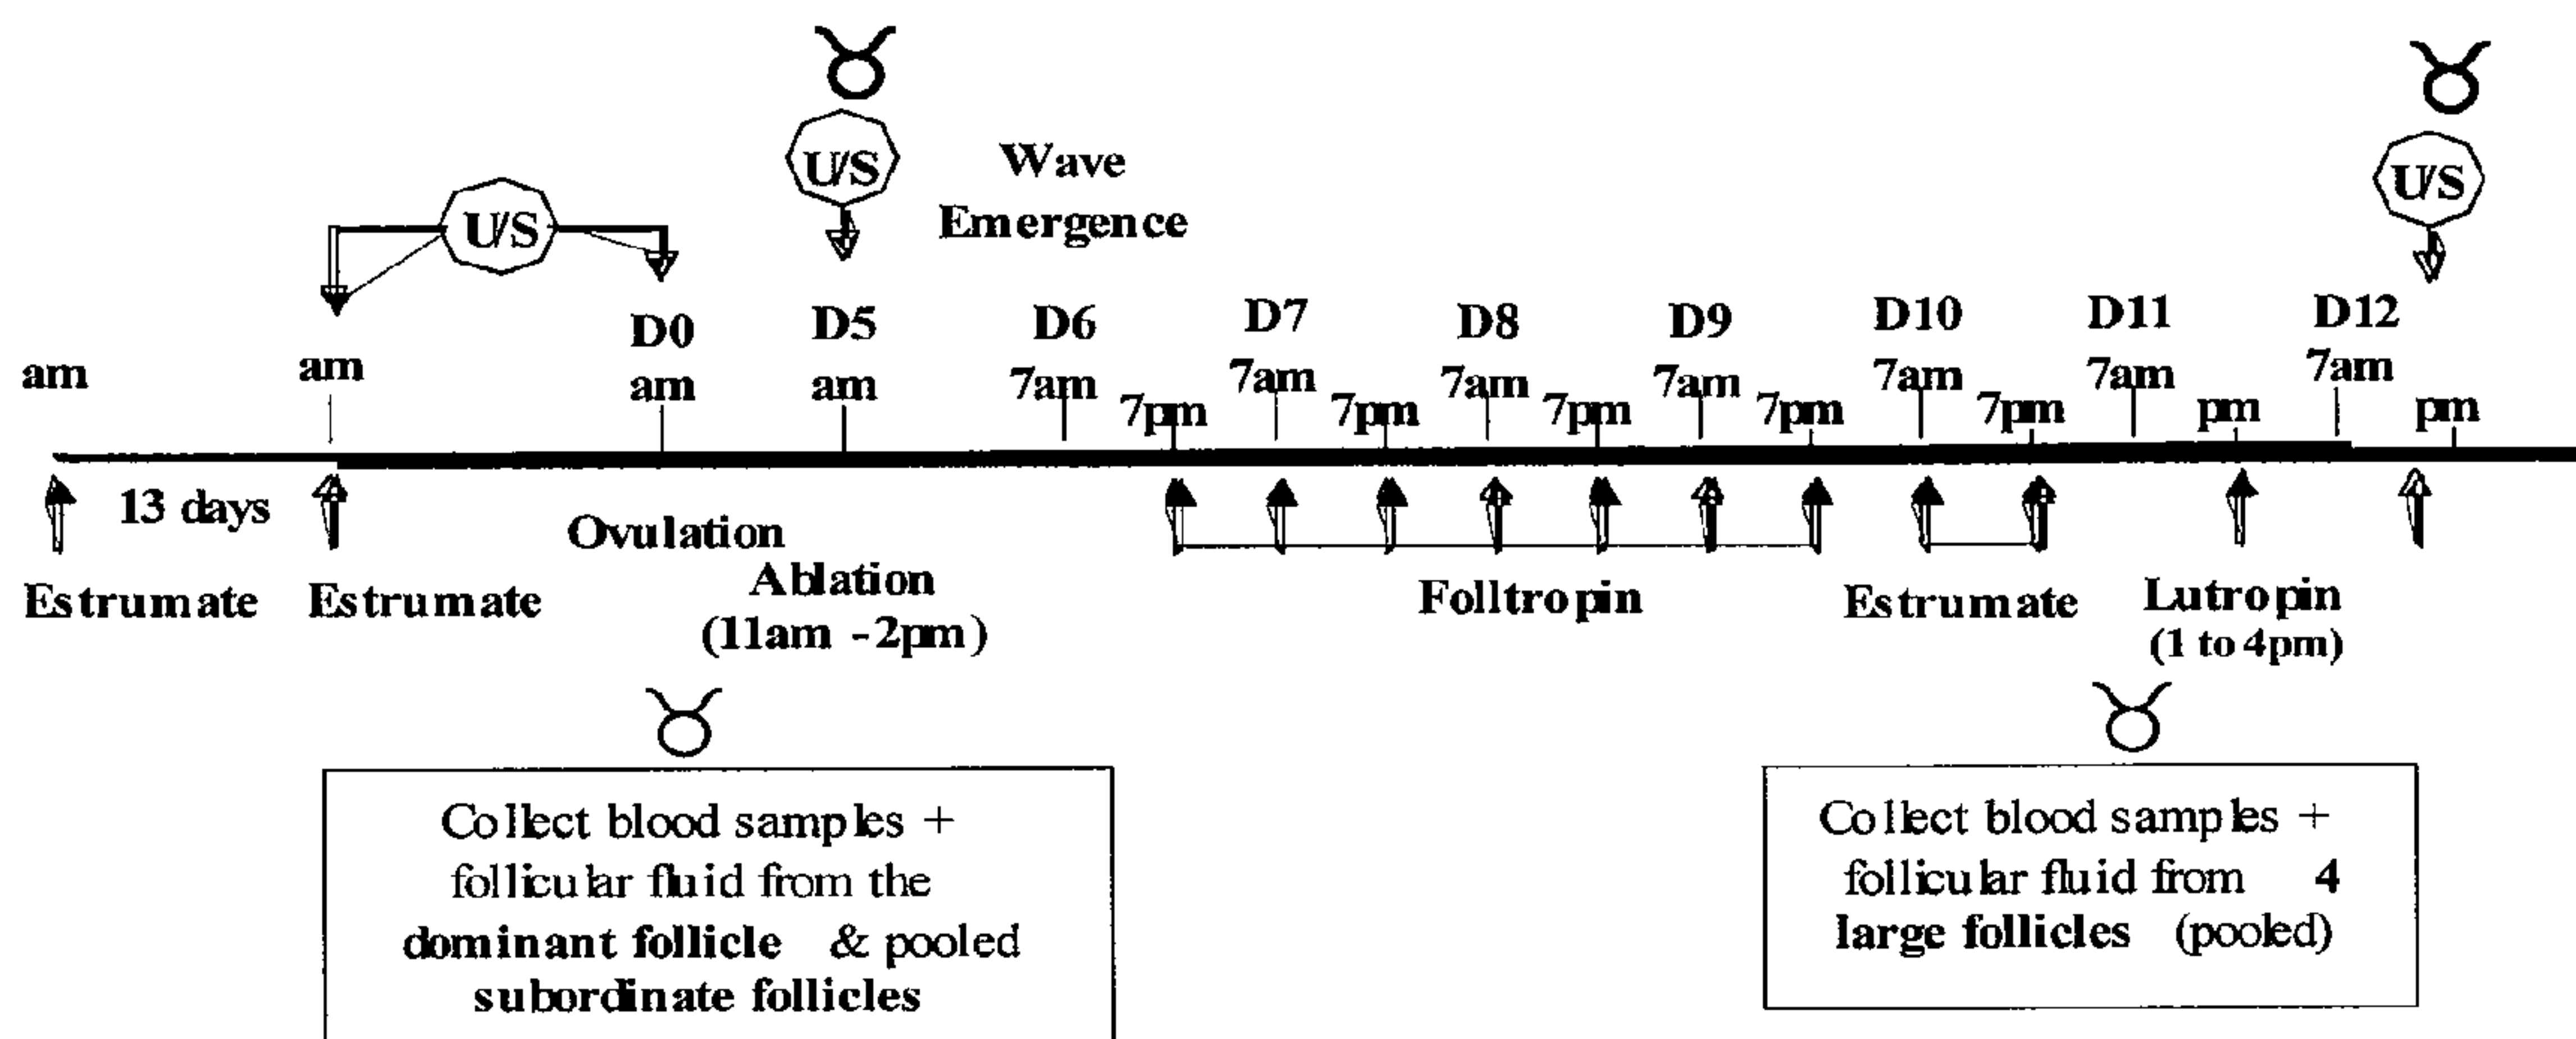 U/S
U/S
U/S
Wave
Emergence
am
am
D0
am
D5
am
D6
7am
7pm
D7
7am
7pm
D8
7am
7pm
D9
7am
7pm
D10
7am
7pm
D11
7am
pm
D12
7am
pm
13 days
Estrumate
Estrumate
Ovulation
Ablation
(11am -2pm)
Folltropin
Estrumate
Lutropin
(1 to 4pm)
Collect blood samples +
follicular fluid from the
dominant follicle & pooled
subordinate follicles
Collect blood samples +
follicular fluid from 4
large follicles (pooled)